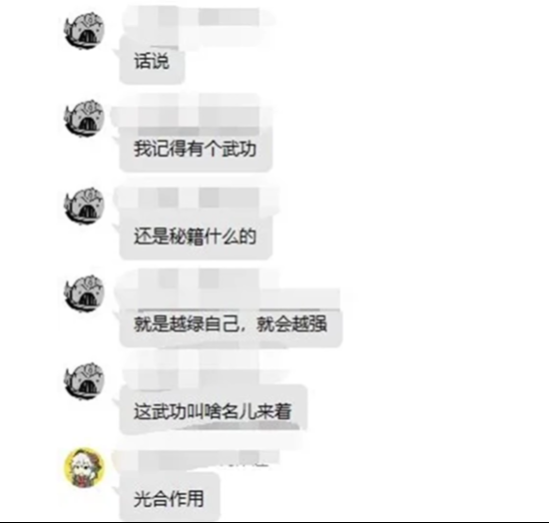 话说
我记得有个武功
还是秘籍什么的
就是越绿自己，就会越强
这武功叫啥名儿来着
光合作用